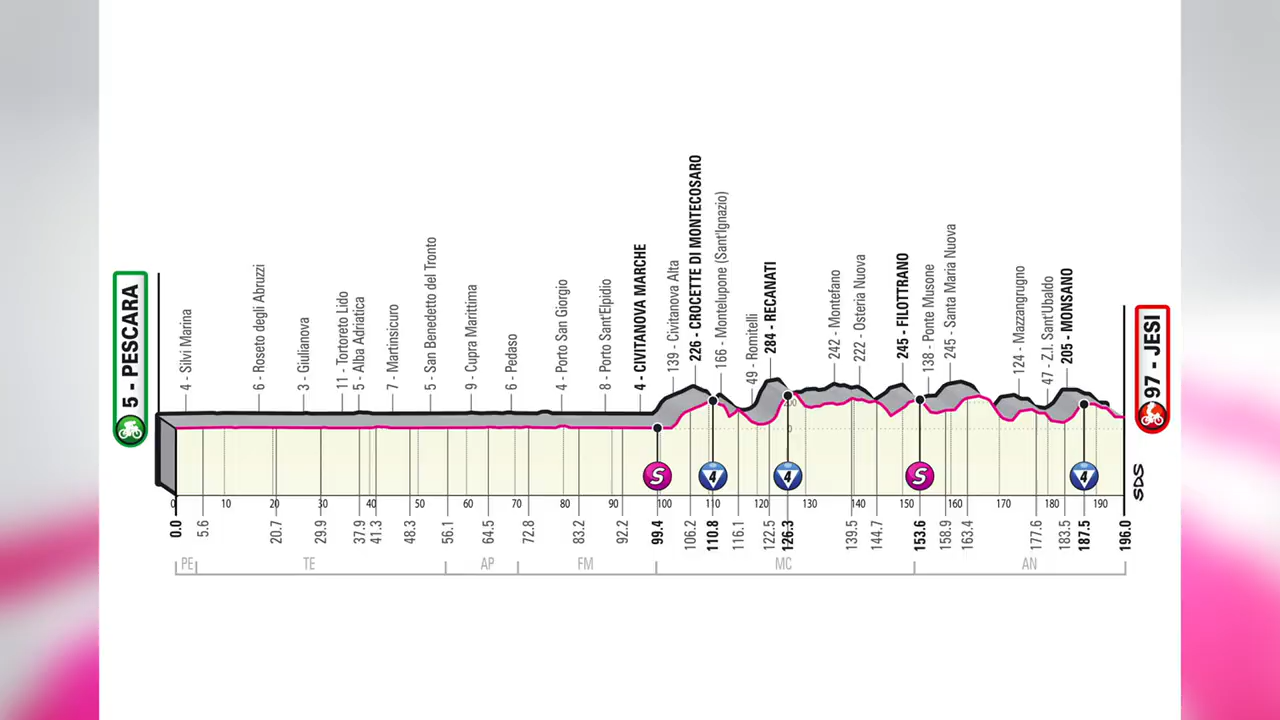 5 - PESCARA
4 - Silvi Marina
6 - Roseto degli Abruzzi
3 - Giulianova
11 - Tortoreto Lido
5 - Alba Adriatica
7 - Martinsicuro
5 - San Benedetto del Tronto
9 - Cupra Marittima
6 - Pedaso
4 - Porto San Giorgio
8 - Porto Sant'Elpidio
4 - CIVITANOVA MARCHE
139 - Civitanova Alta
226 - CROCETTE DI MONTECOSARO
166 - Montelupone (Sant'Ignazio)
49 - Romitelli
284 - RECANATI
242 - Montefano
222 - Osteria Nuova
245 - FILOTTRANO
138 - Ponte Musone
245 - Santa Maria Nuova
124 - Mazzangrugno
47 - Z.I. Sant'Ubaldo
205 - MONSANO
97 - JESI
0
S 4 4 S 4
SDS
0 10 20 30 40 50 60 70 80 90 100 110 120 130 140 150 160 170 180 190
0.0 5.6 20.7 29.9 37.9 41.3 48.3 56.1 64.5 72.8 83.2 92.2 99.4 106.2 110.8 116.1 122.5 126.3 139.5 144.7 153.6 158.9 163.4 177.6 183.5 187.5 196.0
PE TE AP FM MC AN